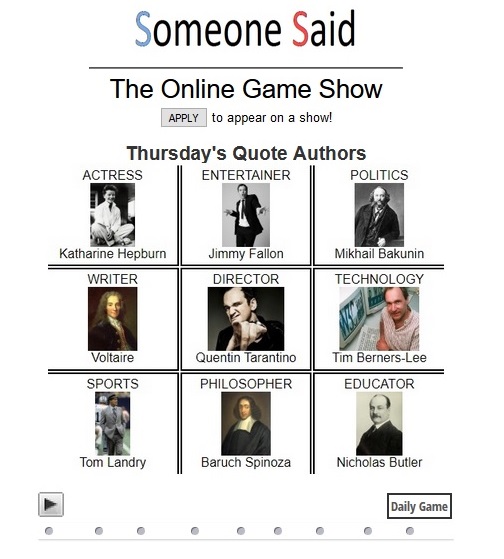 Someone Said
The Online Game Show
APPLY to appear on a show!
Thursday's Quote Authors
ACTRESS ENTERTAINER POLITICS
Katharine Hepburn Jimmy Fallon Mikhail Bakunin
WRITER DIRECTOR TECHNOLOGY
Voltaire Quentin Tarantino Tim Berners-Lee
SPORTS PHILOSOPHER EDUCATOR
Tom Landry Baruch Spinoza Nicholas Butler
Daily Game